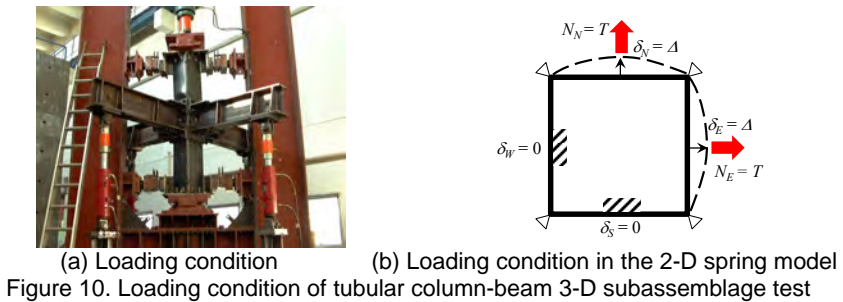 N_N = T
δ_N = Δ
δ_E = Δ
δ_W = 0
N_E = T
δ_S = 0
(a) Loading condition
(b) Loading condition in the 2-D spring model
Figure 10. Loading condition of tubular column-beam 3-D subassemblage test